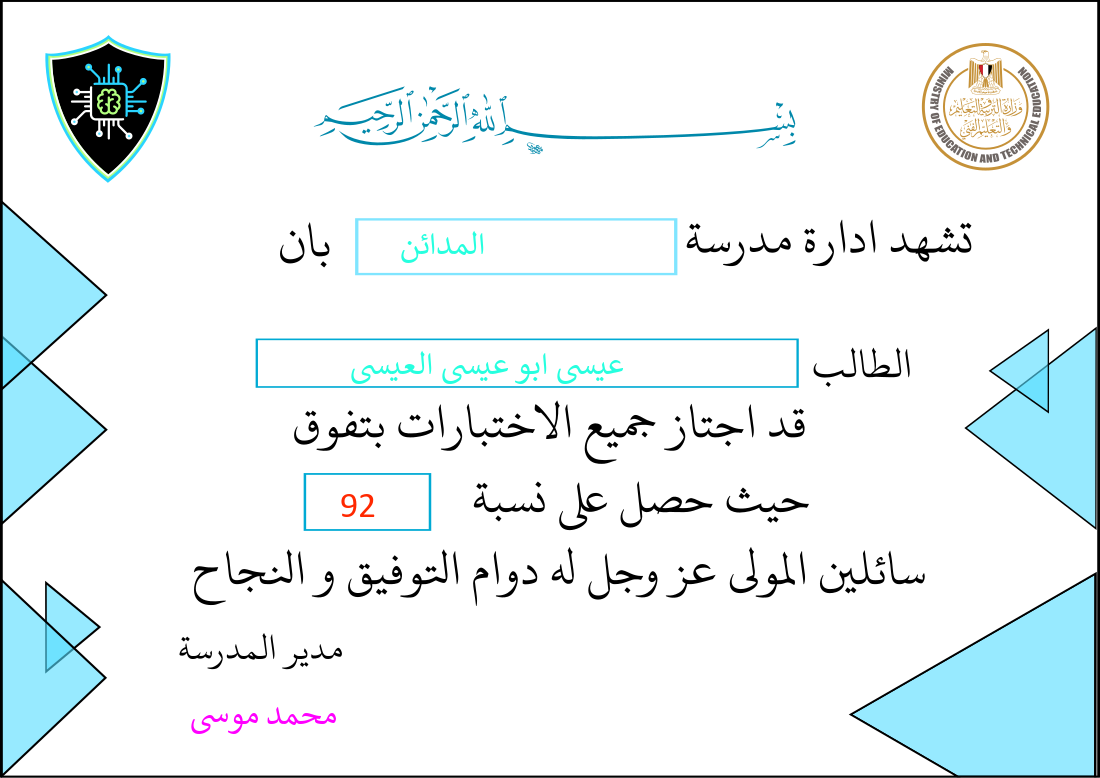 بسم الله الرحمن الرحيم
MINISTRY OF EDUCATION AND TECHNICAL EDUCATION
وزارة التربية والتعليم
والتعليم الفني
تشهد ادارة مدرسة المدائن بان
الطالب عيسى ابو عيسى العيسى
قد اجتاز جميع الاختبارات بتفوق
حيث حصل على نسبة 92
سائلين المولى عز وجل له دوام التوفيق و النجاح
مدير المدرسة
محمد موسى